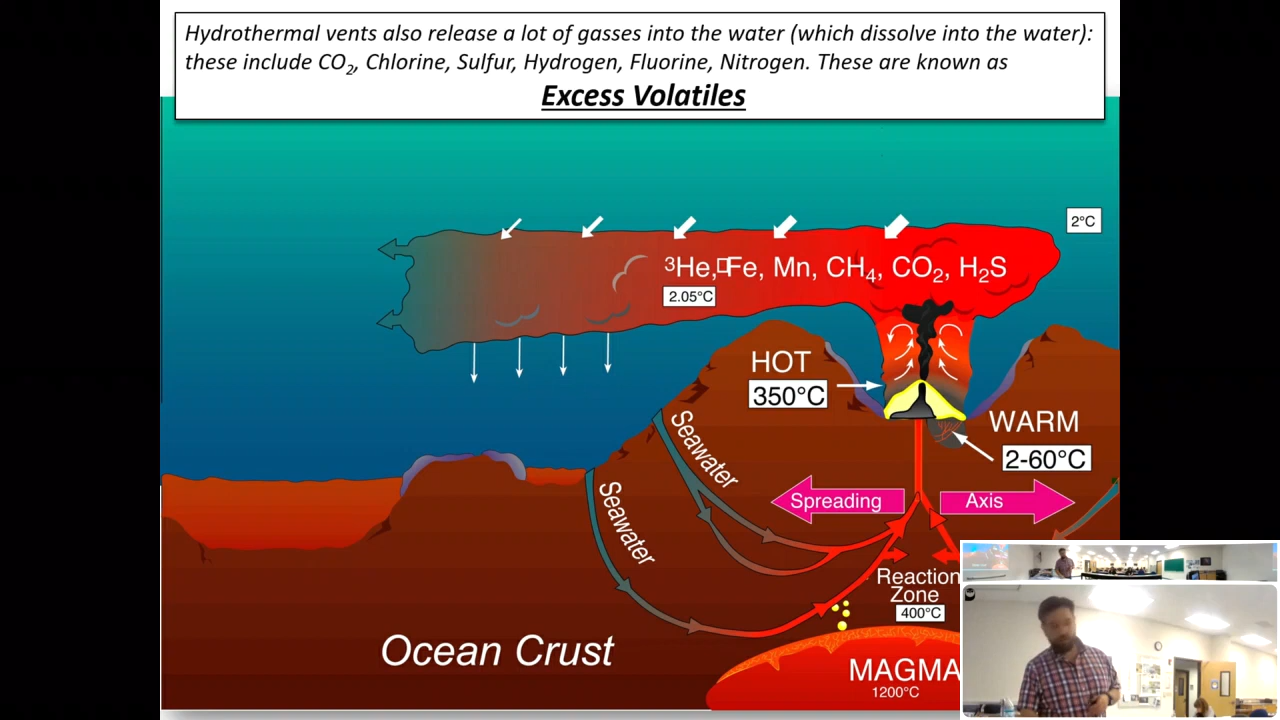 Hydrothermal vents also release a lot of gasses into the water (which dissolve into the water):
these include CO₂, Chlorine, Sulfur, Hydrogen, Fluorine, Nitrogen. These are known as
Excess Volatiles
2°C
³He,□Fe, Mn, CH₄, CO₂, H₂S
2.05°C
HOT
350°C
WARM
2-60°C
Seawater
Seawater
Spreading
Axis
Reaction
Zone
400°C
Ocean Crust
MAGMA
1200°C